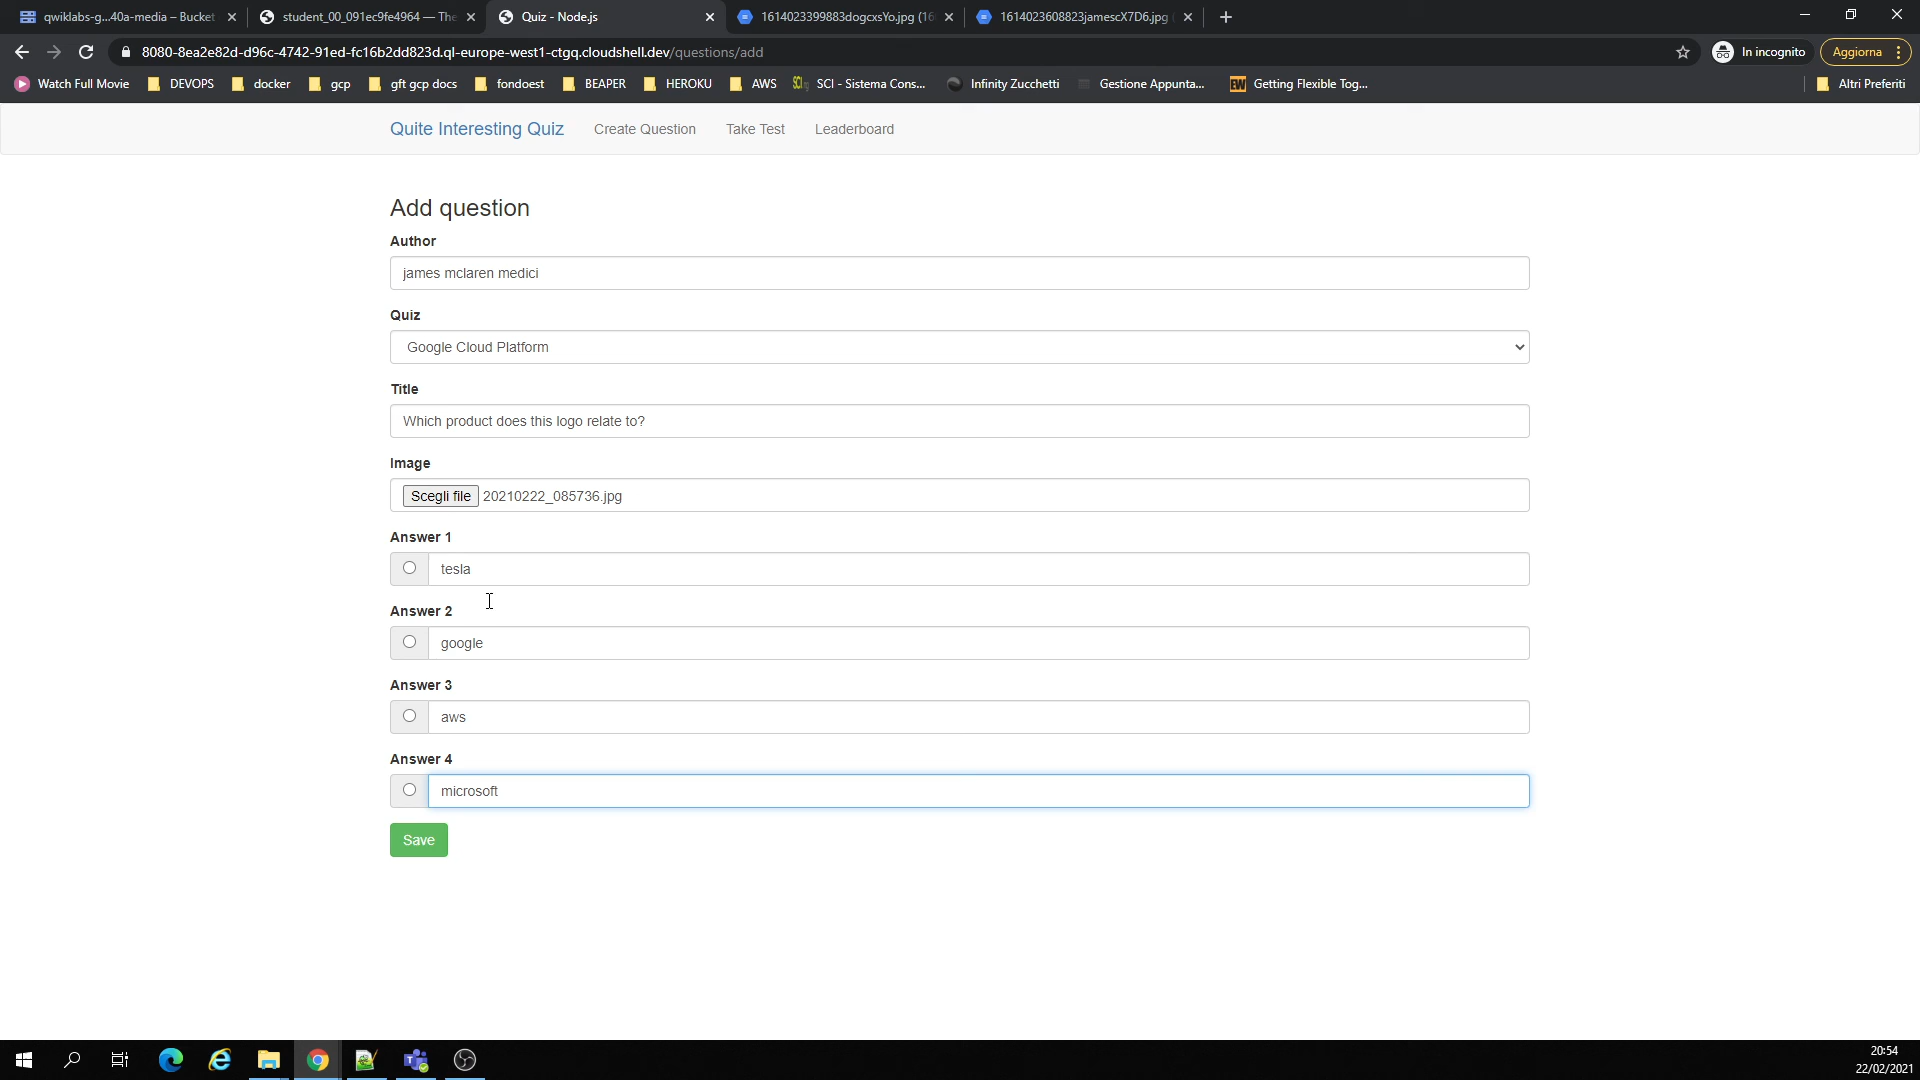 qwiklabs-g...40a-media – Bucket
student_00_091ec9fe4964 — The
Quiz - Node.js
1614023399883dogcxsYo.jpg (16
1614023608823jamescX7D6.jpg (
8080-8ea2e82d-d96c-4742-91ed-fc16b2dd823d.ql-europe-west1-ctgq.cloudshell.dev/questions/add
In incognito
Aggiorna
Watch Full Movie
DEVOPS
docker
gcp
gft gcp docs
fondoest
BEAPER
HEROKU
AWS
SCI - Sistema Cons...
Infinity Zucchetti
Gestione Appunta...
Getting Flexible Tog...
Altri Preferiti
Quite Interesting Quiz
Create Question
Take Test
Leaderboard
Add question
Author
james mclaren medici
Quiz
Google Cloud Platform
Title
Which product does this logo relate to?
Image
Scegli file 20210222_085736.jpg
Answer 1
tesla
Answer 2
google
Answer 3
aws
Answer 4
microsoft
Save
20:54
22/02/2021